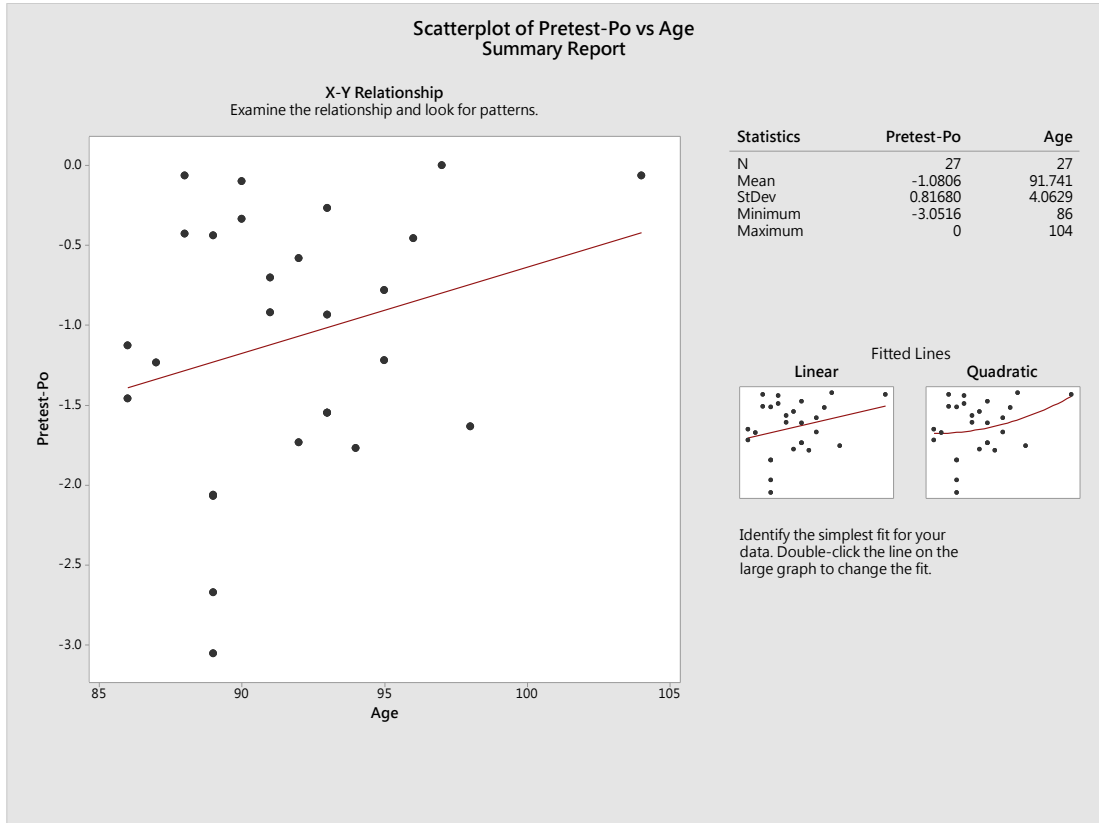 Scatterplot of Pretest-Po vs Age
Summary Report
X-Y Relationship
Examine the relationship and look for patterns.
0.0
-0.5
-1.0
-1.5
-2.0
-2.5
-3.0
Pretest-Po
85 90 95 100 105
Age
Statistics Pretest-Po Age
N 27 27
Mean -1.0806 91.741
StDev 0.81680 4.0629
Minimum -3.0516 86
Maximum 0 104
Fitted Lines
Linear Quadratic
Identify the simplest fit for your
data. Double-click the line on the
large graph to change the fit.